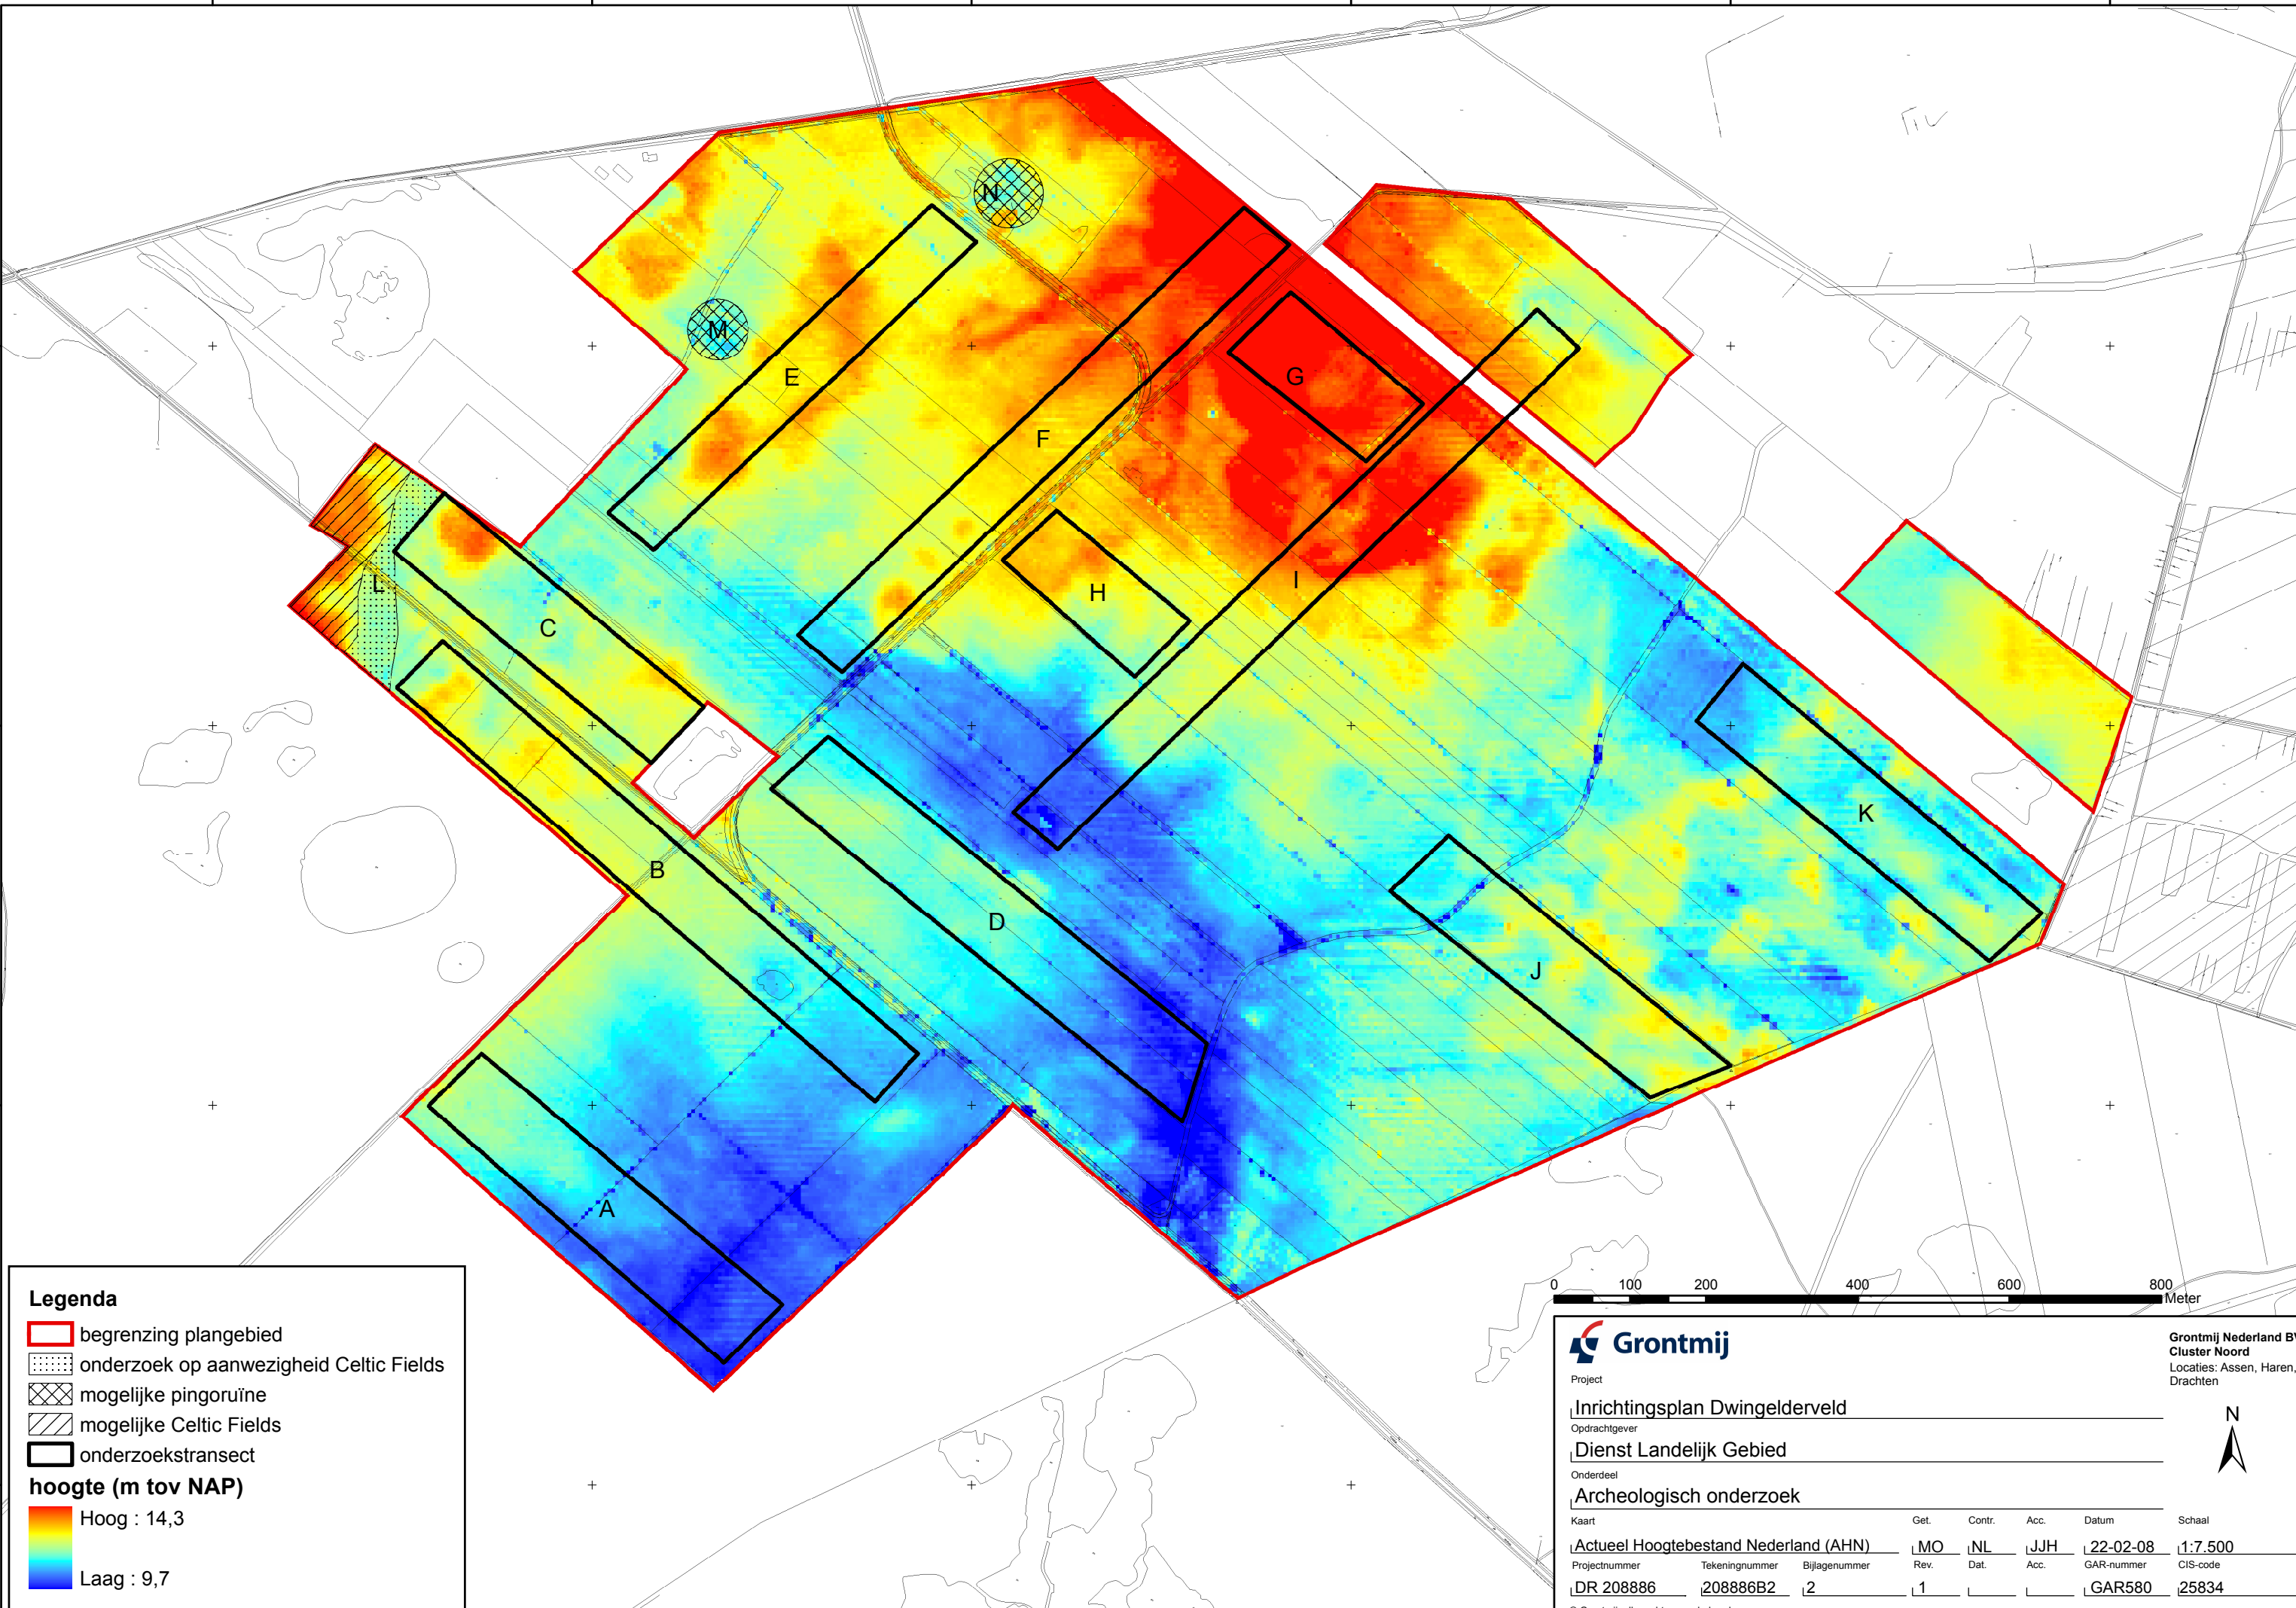 N
M
E
F
G
L
H
I
C
K
B
D
J
A
0 100 200 400 600 800
Meter
Legenda
begrenzing plangebied
onderzoek op aanwezigheid Celtic Fields
mogelijke pingoruïne
mogelijke Celtic Fields
onderzoekstransect
hoogte (m tov NAP)
Hoog : 14,3
Laag : 9,7
Grontmij
Grontmij Nederland
Cluster Noord
Locaties: Assen, Haren,
Drachten
Project
Inrichtingsplan Dwingelderveld
N
Opdrachtgever
Dienst Landelijk Gebied
Onderdeel
Archeologisch onderzoek
Kaart Get. Contr. Acc. Datum Schaal
Actueel Hoogtebestand Nederland (AHN) MO NL JJH 22-02-08 1:7.500
Projectnummer Tekeningnummer Bijlagenummer Rev. Dat. Acc. GAR-nummer CIS-code
DR 208886 208886B2 2 1 GAR580 25834